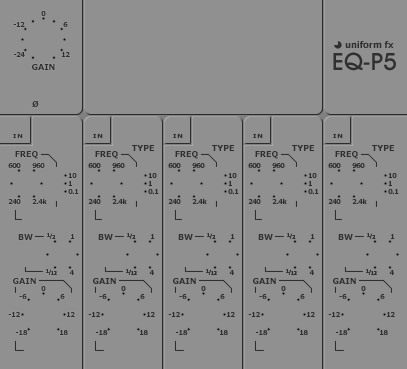 0
-12 6
-24 12
GAIN
Ø
uniform fx
EQ-P5
IN IN IN IN IN
FREQ FREQ TYPE FREQ TYPE FREQ TYPE FREQ
600 960 600 960 600 960 600 960 600 960
10 10 10 10 10
1 1 1 1 1
0.1 0.1 0.1 0.1 0.1
240 2.4k 240 2.4k 240 2.4k 240 2.4k 240 2.4k
BW 1/2 1 BW 1/2 1 BW 1/2 1 BW 1/2 1 BW 1/2 1
1/12 4 1/12 4 1/12 4 1/12 4 1/12 4
GAIN 0 GAIN 0 GAIN 0 GAIN 0 GAIN 0
-6 6 -6 6 -6 6 -6 6 -6 6
-12 12 -12 12 -12 12 -12 12 -12 12
-18 18 -18 18 -18 18 -18 18 -18 18